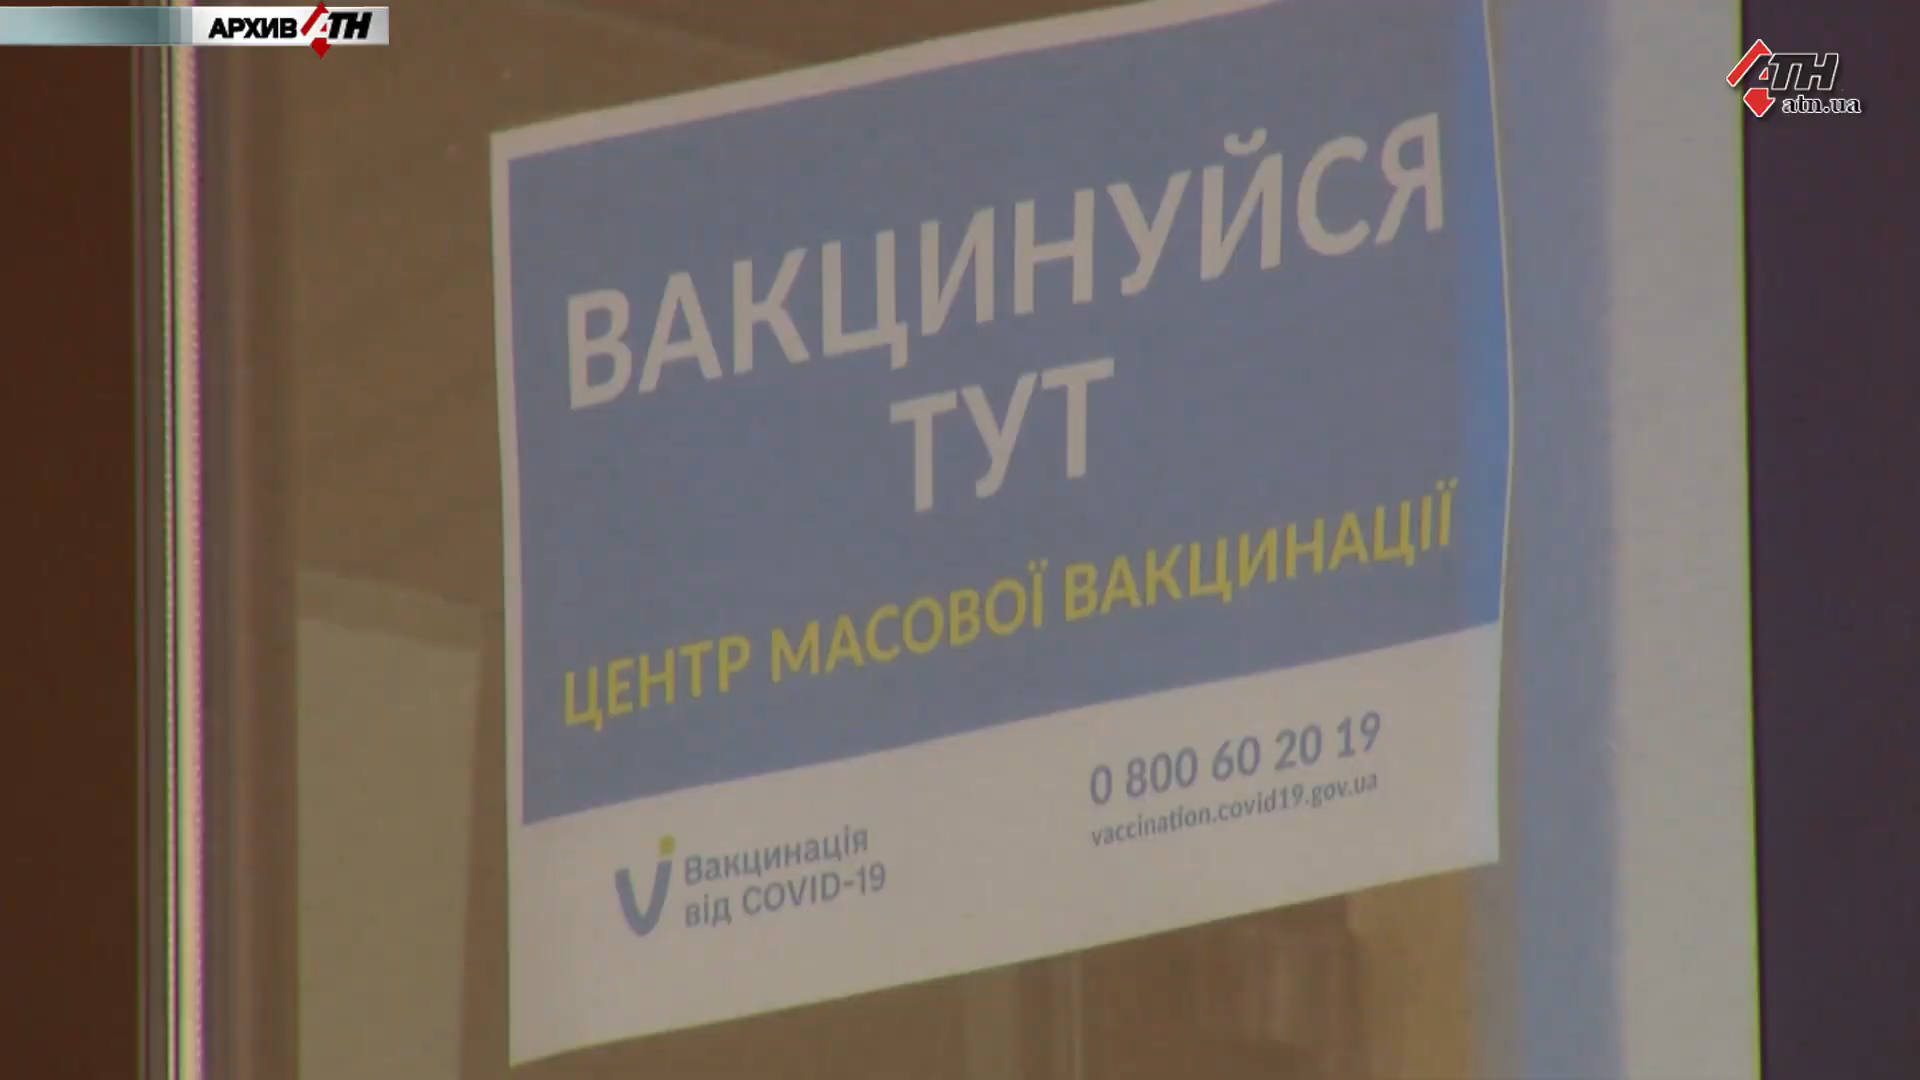 АРХИВ АТН
АТН
atn.ua
ВАКЦИНУЙСЯ
ТУТ
ЦЕНТР МАСОВОЇ ВАКЦИНАЦІЇ
0 800 60 20 19
vaccination.covid19.gov.ua
Вакцинація
від COVID-19